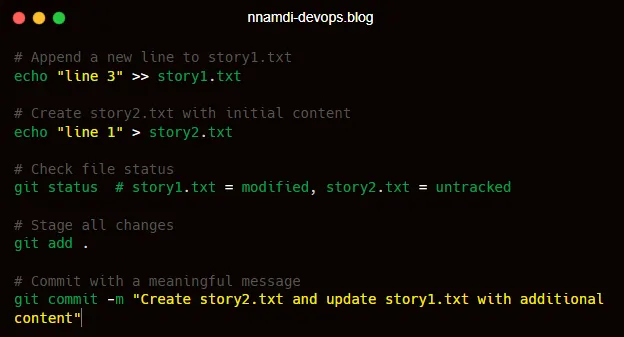 nnamdi-devops.blog
# Append a new line to story1.txt
echo "line 3" >> story1.txt
# Create story2.txt with initial content
echo "line 1" > story2.txt
# Check file status
git status  # story1.txt = modified, story2.txt = untracked
# Stage all changes
git add .
# Commit with a meaningful message
git commit -m "Create story2.txt and update story1.txt with additional
content"